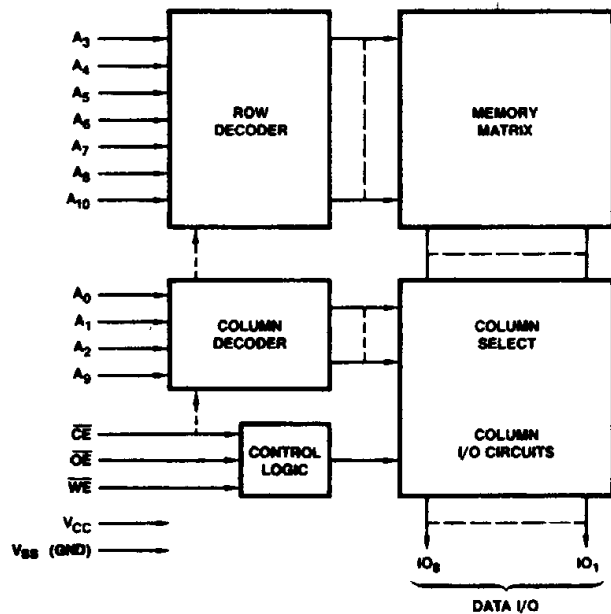 A3
A4
A5
A6
A7
A8
A10
ROW
DECODER
MEMORY
MATRIX
A0
A1
A2
A9
COLUMN
DECODER
COLUMN
SELECT
COLUMN
I/O CIRCUITS
CE
OE
WE
CONTROL
LOGIC
VCC
VSS (GND)
IO8
IO1
DATA I/O